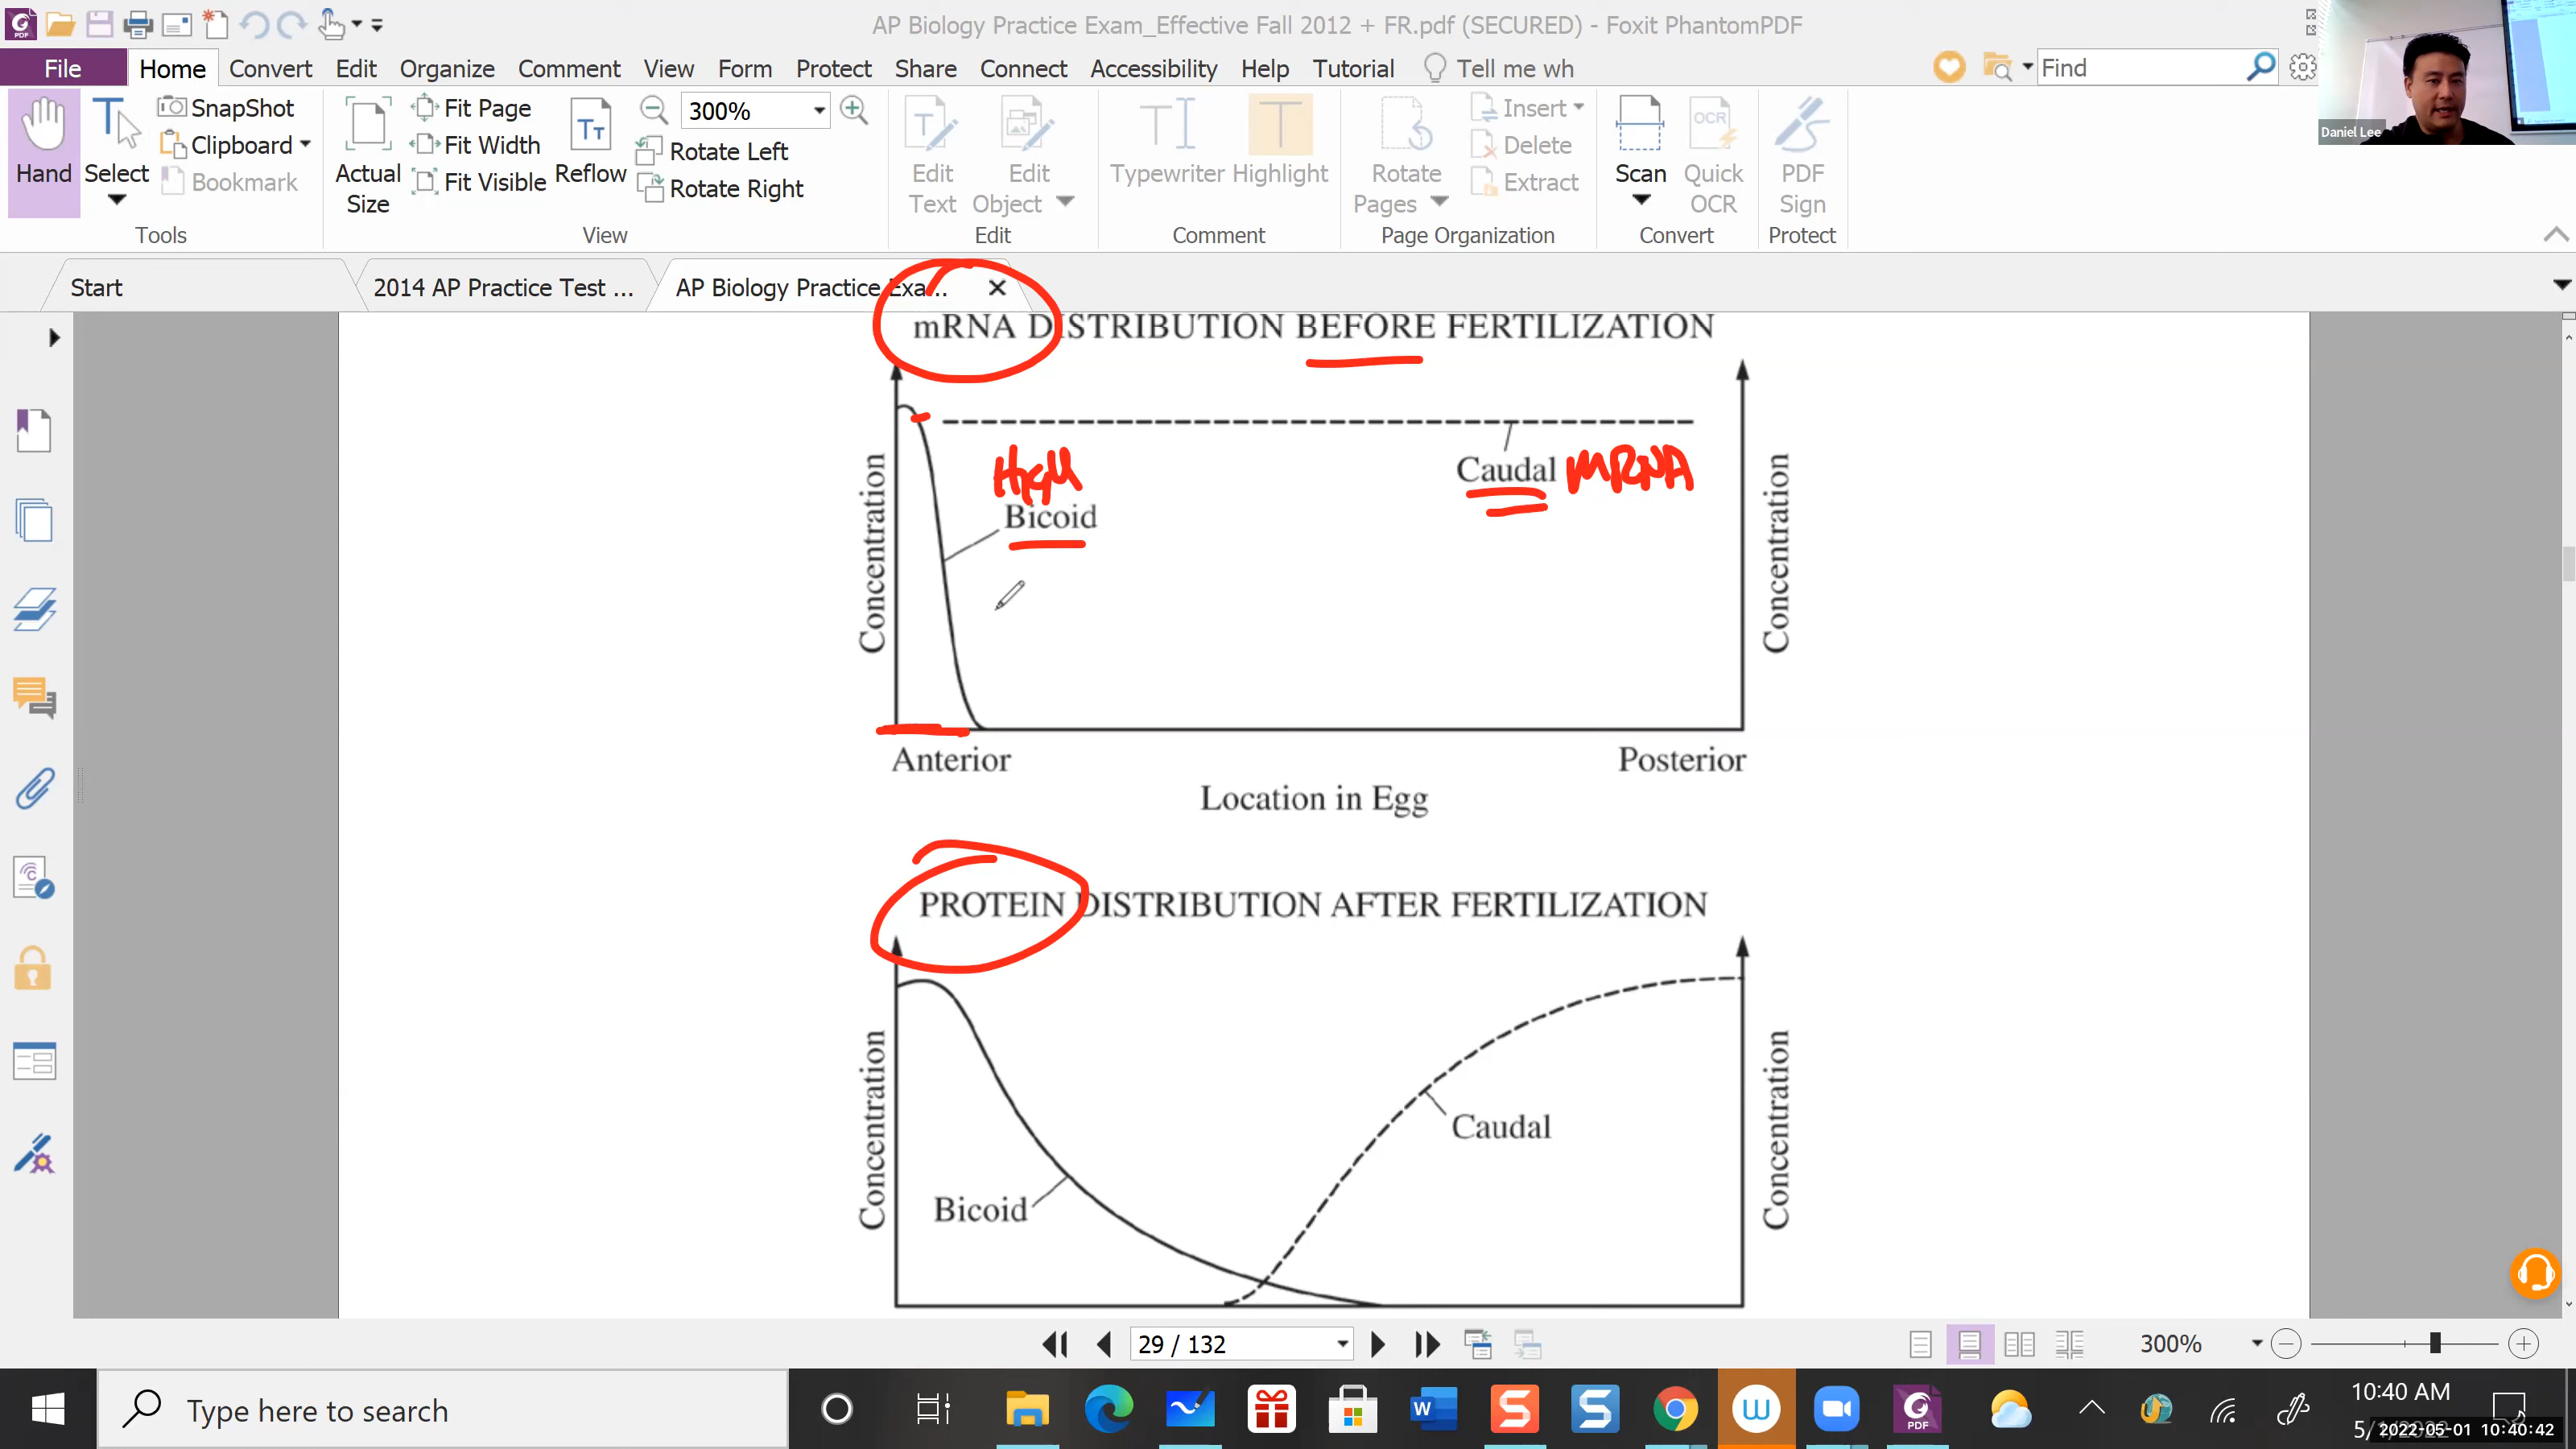 AP Biology Practice Exam_Effective Fall 2012 + FR.pdf (SECURED) - Foxit PhantomPDF
File Home Convert Edit Organize Comment View Form Protect Share Connect Accessibility Help Tutorial Tell me wh Find
Daniel Lee
Hand Select SnapShot Clipboard Bookmark
Actual Size Fit Page Fit Width Fit Visible Reflow 300% Rotate Left Rotate Right
Edit Text Edit Object Typewriter Highlight
Rotate Pages Insert Delete Extract
Scan Quick OCR PDF Sign
Tools View Edit Comment Page Organization Convert Protect
Start 2014 AP Practice Test ... AP Biology Practice Exa...
mRNA DISTRIBUTION BEFORE FERTILIZATION
Concentration
High
Bicoid
Caudal mRNA
Concentration
Anterior Posterior
Location in Egg
PROTEIN DISTRIBUTION AFTER FERTILIZATION
Concentration
Bicoid
Caudal
Concentration
29 / 132 300%
Type here to search
10:40 AM
2022-05-01 10:40:42